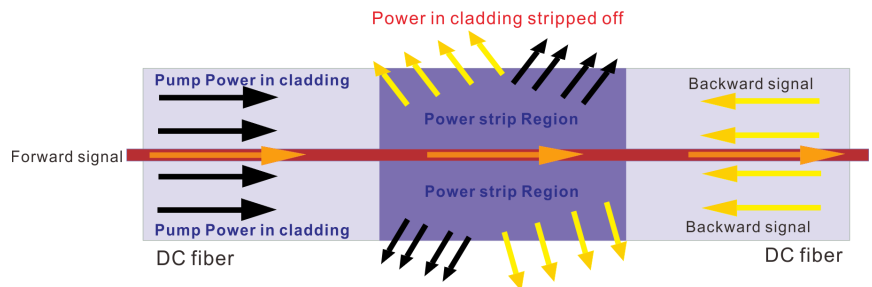 Power in cladding stripped off
Pump Power in cladding
Backward signal
Power strip Region
Forward signal
Power strip Region
Pump Power in cladding
Backward signal
DC fiber
DC fiber